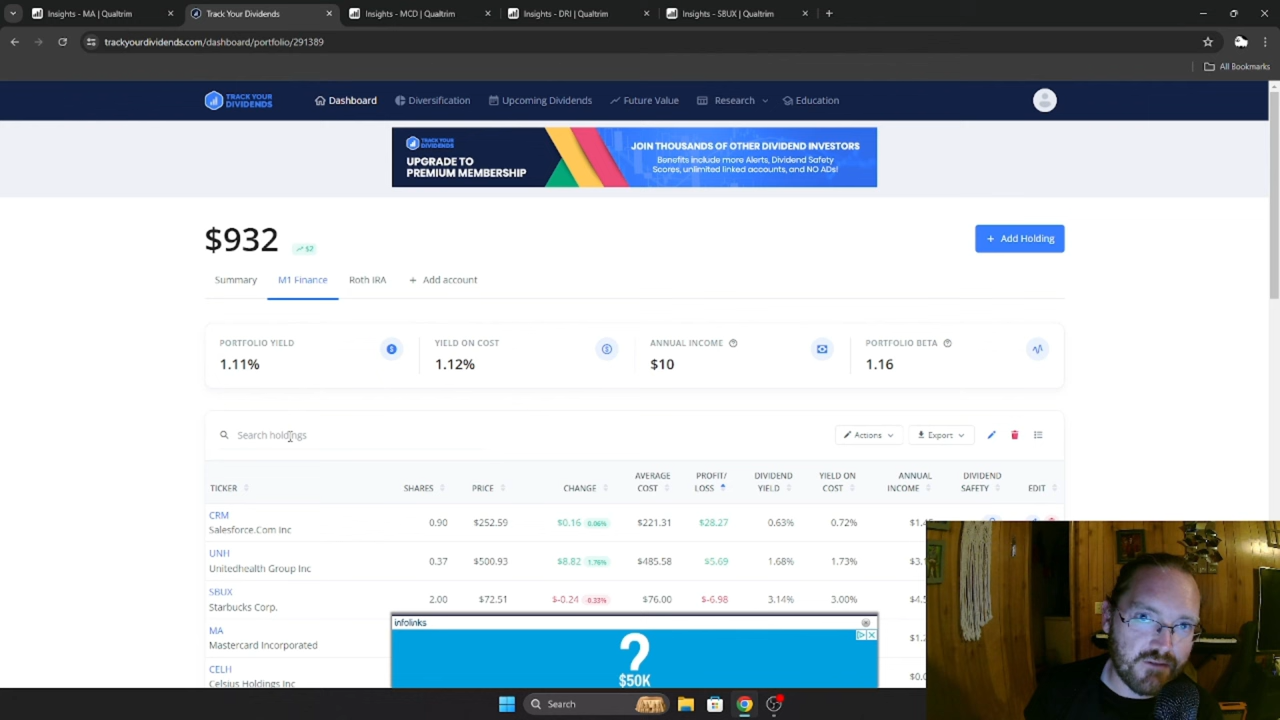 Insights - MA | Qualtrim
Track Your Dividends
Insights - MCD | Qualtrim
Insights - DRI | Qualtrim
Insights - SBUX | Qualtrim
trackyourdividends.com/dashboard/portfolio/291389
All Bookmarks
TRACK YOUR
DIVIDENDS
Dashboard
Diversification
Upcoming Dividends
Future Value
Research
Education
TRACK YOUR
DIVIDENDS
UPGRADE TO
PREMIUM MEMBERSHIP
JOIN THOUSANDS OF OTHER DIVIDEND INVESTORS
Benefits include more Alerts, Dividend Safety
Scores, unlimited linked accounts, and NO ADs!
$932
$2
+ Add Holding
Summary
M1 Finance
Roth IRA
+ Add account
PORTFOLIO YIELD
1.11%
YIELD ON COST
1.12%
ANNUAL INCOME
$10
PORTFOLIO BETA
1.16
Search holdings
Actions
Export
TICKER
SHARES
PRICE
CHANGE
AVERAGE COST
PROFIT/ LOSS
DIVIDEND YIELD
YIELD ON COST
ANNUAL INCOME
DIVIDEND SAFETY
EDIT
CRM
Salesforce.Com Inc
0.90 $252.59 $0.16 0.06% $221.31 $28.27 0.63% 0.72%
UNH
Unitedhealth Group Inc
0.37 $500.93 $8.82 1.79% $485.58 $5.69 1.68% 1.73%
SBUX
Starbucks Corp.
2.00 $72.51 $-0.24 -0.33% $76.00 $-6.98 3.14% 3.00%
MA
Mastercard Incorporated
CELH
Celsius Holdings Inc
infolinks
?
$50K
Search